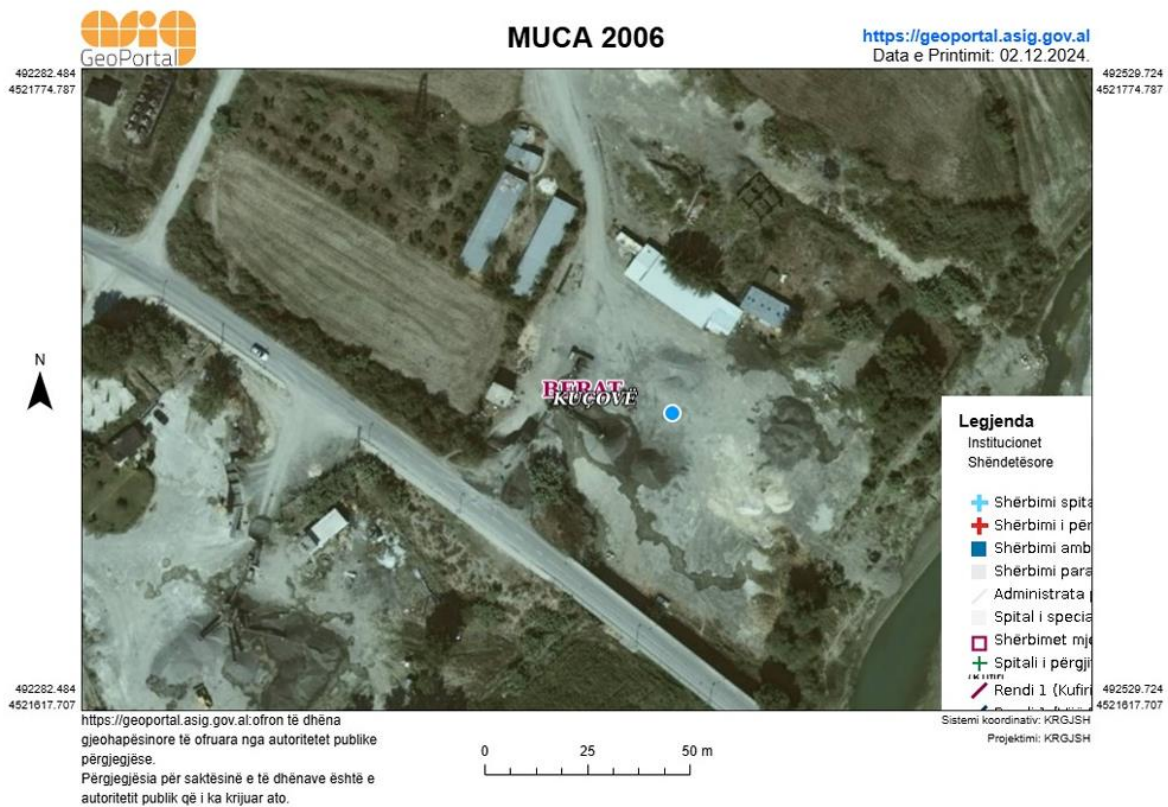 asig
GeoPortal
MUCA 2006
https://geoportal.asig.gov.al
Data e Printimit: 02.12.2024.
492282.484
4521774.787
492529.724
4521774.787
N
BERAT
KUÇOVË
Legjenda
Institucionet
Shëndetësore
Shërbimi spita
Shërbimi i për
Shërbimi amb
Shërbimi para
Administrata p
Spital i specia
Shërbimet mje
Spitali i përgji
Rendi 1 (Kufiri
492282.484
4521617.707
492529.724
4521617.707
https://geoportal.asig.gov.al:ofron të dhëna
gjeohapësinore të ofruara nga autoritetet publike
përgjegjëse.
Përgjegjësia për saktësinë e të dhënave është e
autoritetit publik që i ka krijuar ato.
0 25 50 m
Sistemi koordinativ: KRGJSH
Projektimi: KRGJSH